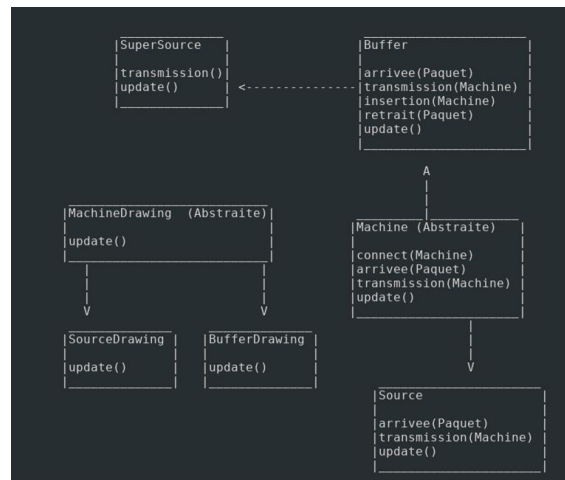 SuperSource
transmission()
update()
Buffer
arrivee(Paquet)
transmission(Machine)
insertion(Machine)
retrait(Paquet)
update()
MachineDrawing (Abstraite)
update()
Machine (Abstraite)
connect(Machine)
arrivee(Paquet)
transmission(Machine)
update()
SourceDrawing
update()
BufferDrawing
update()
Source
arrivee(Paquet)
transmission(Machine)
update()